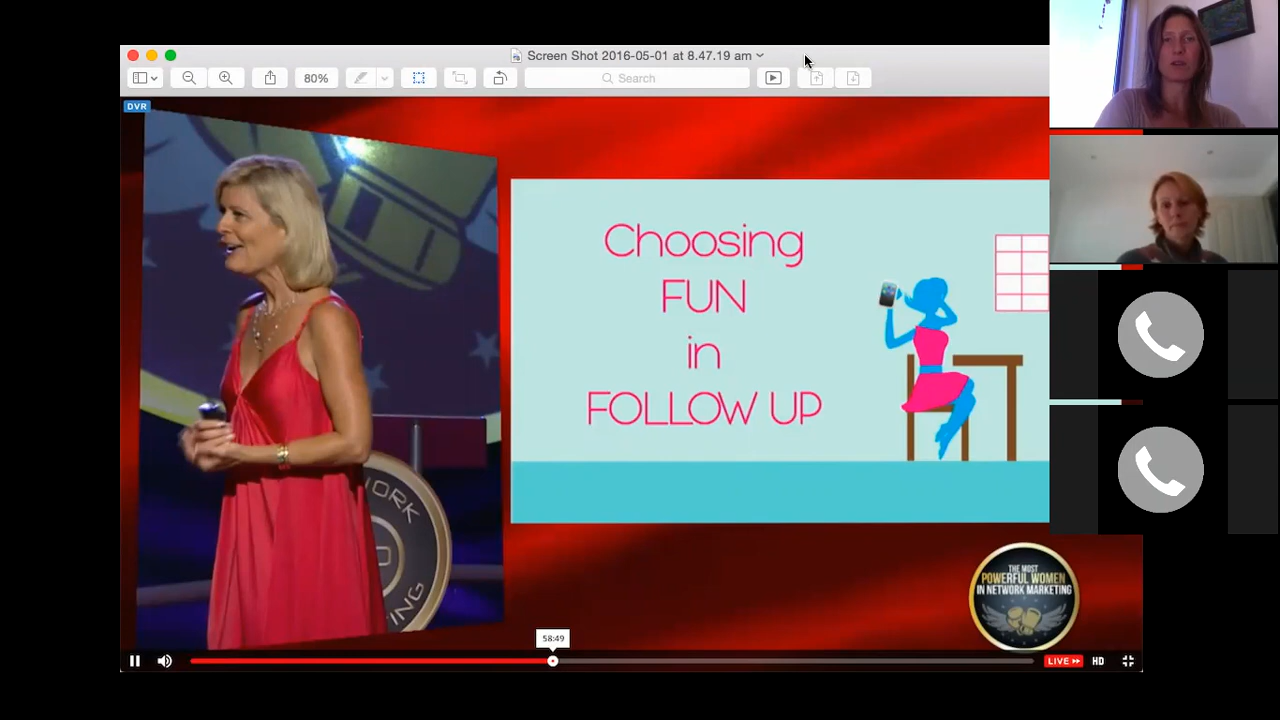 Screen Shot 2016-05-01 at 8.47.19 am
80%
Search
DVR
Choosing
FUN
in
FOLLOW UP
THE MOST
POWERFUL WOMEN
IN NETWORK MARKETING
58:49
LIVE
HD